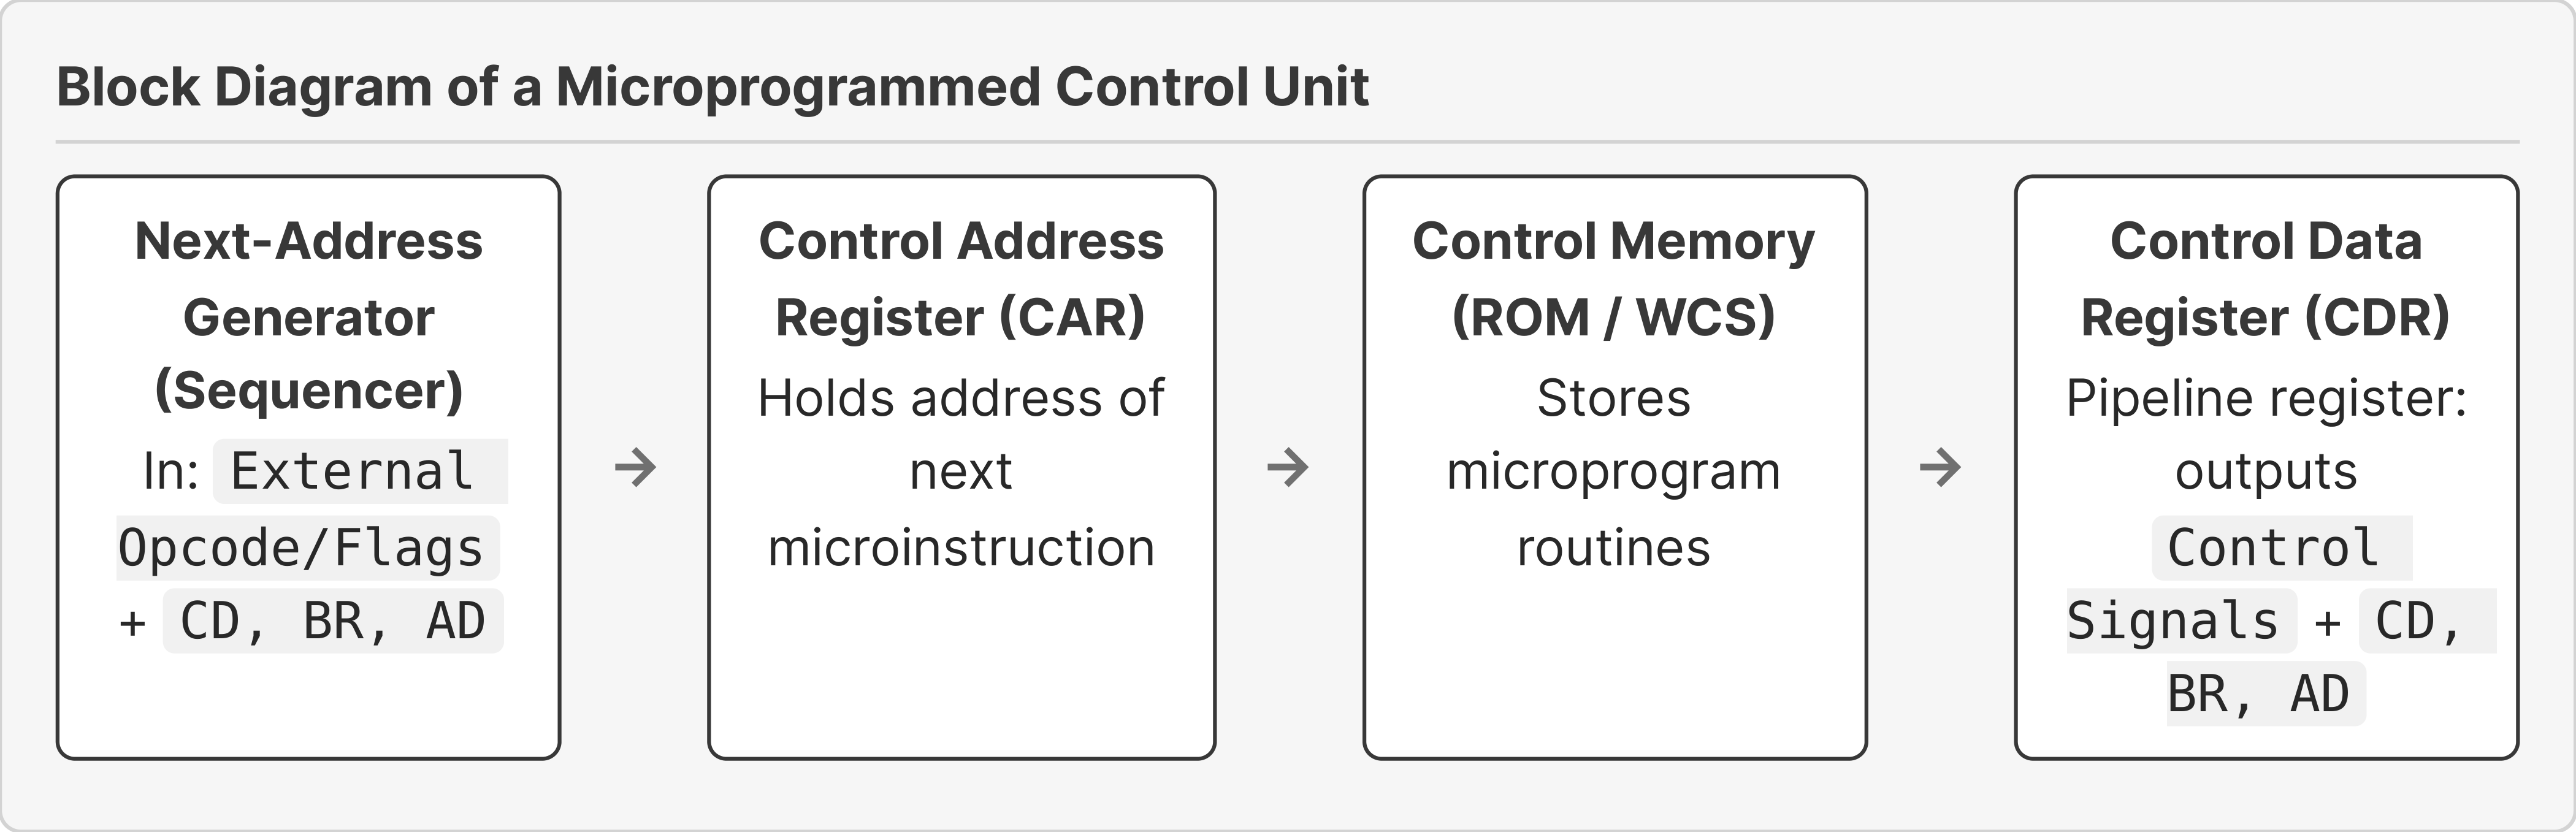 Block Diagram of a Microprogrammed Control Unit
Next-Address
Generator
(Sequencer)
In: External
Opcode/Flags
+ CD, BR, AD
→
Control Address
Register (CAR)
Holds address of
next
microinstruction
→
Control Memory
(ROM / WCS)
Stores
microprogram
routines
→
Control Data
Register (CDR)
Pipeline register:
outputs
Control
Signals + CD,
BR, AD